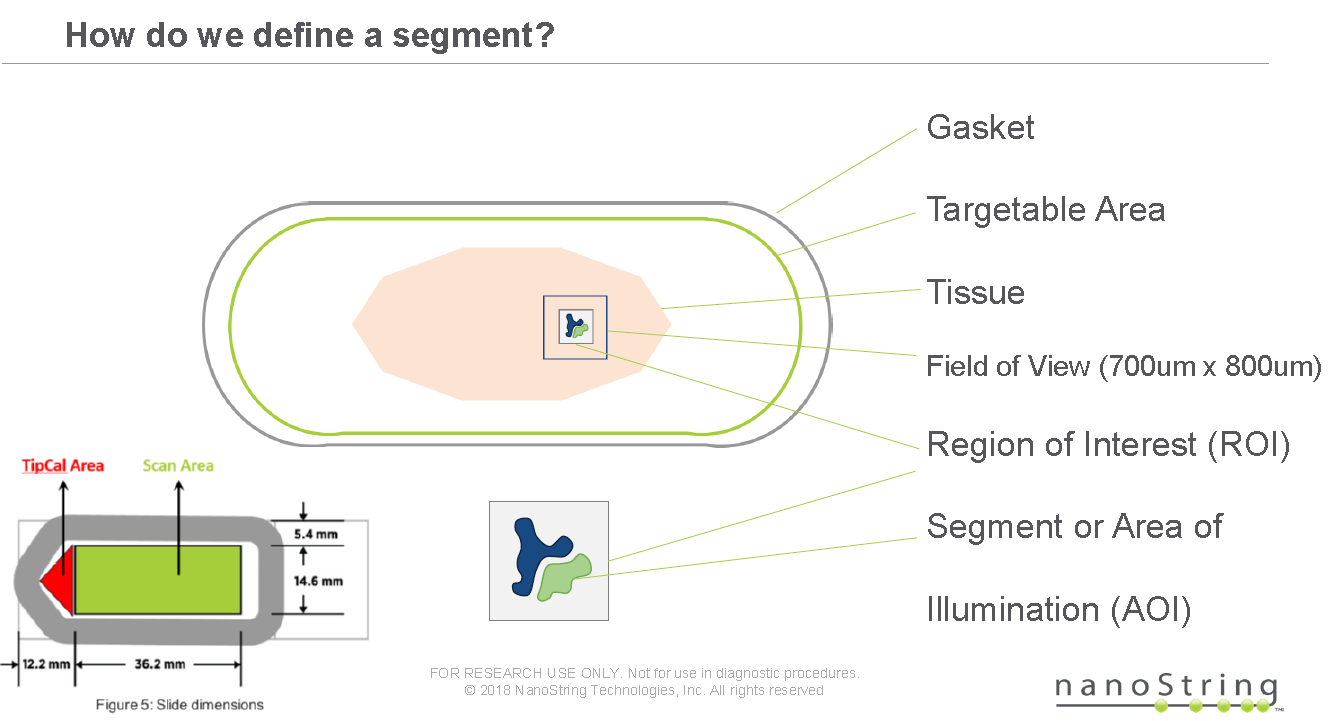 How do we define a segment?
Gasket
Targetable Area
Tissue
Field of View (700um x 800um)
Region of Interest (ROI)
Segment or Area of
Illumination (AOI)
TipCal Area
Scan Area
5.4 mm
14.6 mm
12.2 mm
36.2 mm
Figure 5: Slide dimensions
FOR RESEARCH USE ONLY. Not for use in diagnostic procedures.
© 2018 NanoString Technologies, Inc. All rights reserved
nanoString
TM